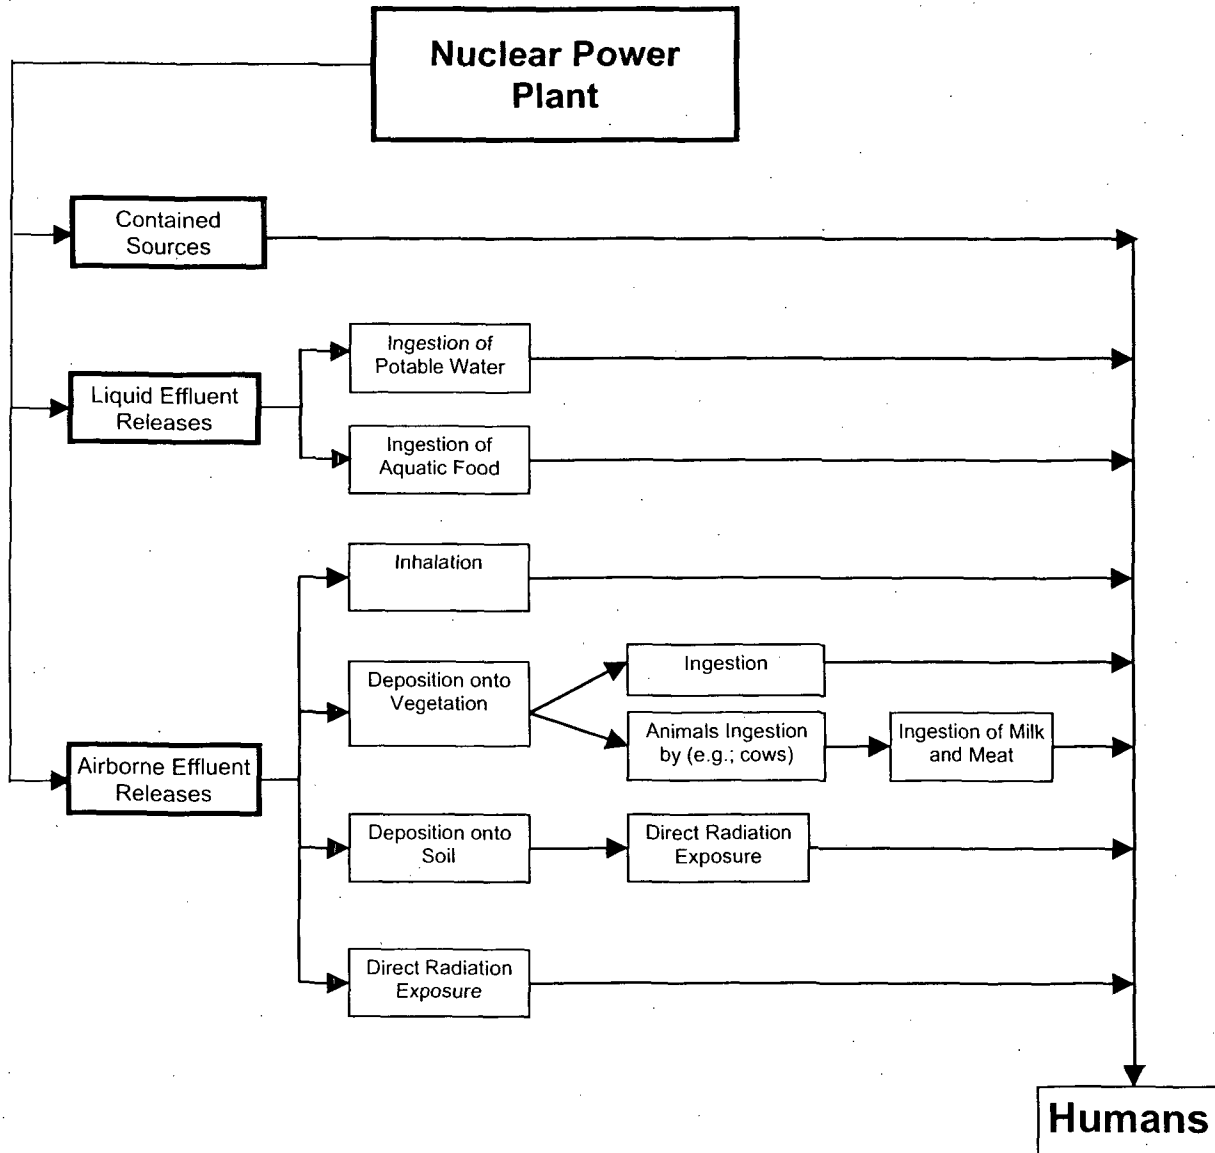 Nuclear Power
Plant
Contained
Sources
Ingestion of
Potable Water
Liquid Effluent
Releases
Ingestion of
Aquatic Food
Inhalation
Deposition onto
Vegetation
Ingestion
Animals Ingestion
by (e.g.; cows)
Ingestion of Milk
and Meat
Airborne Effluent
Releases
Deposition onto
Soil
Direct Radiation
Exposure
Direct Radiation
Exposure
Humans